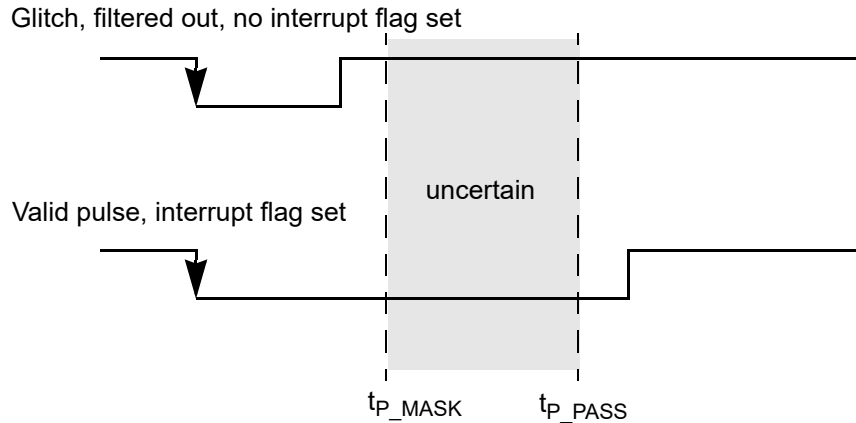 Glitch, filtered out, no interrupt flag set
uncertain
Valid pulse, interrupt flag set
tP_MASK
tP_PASS